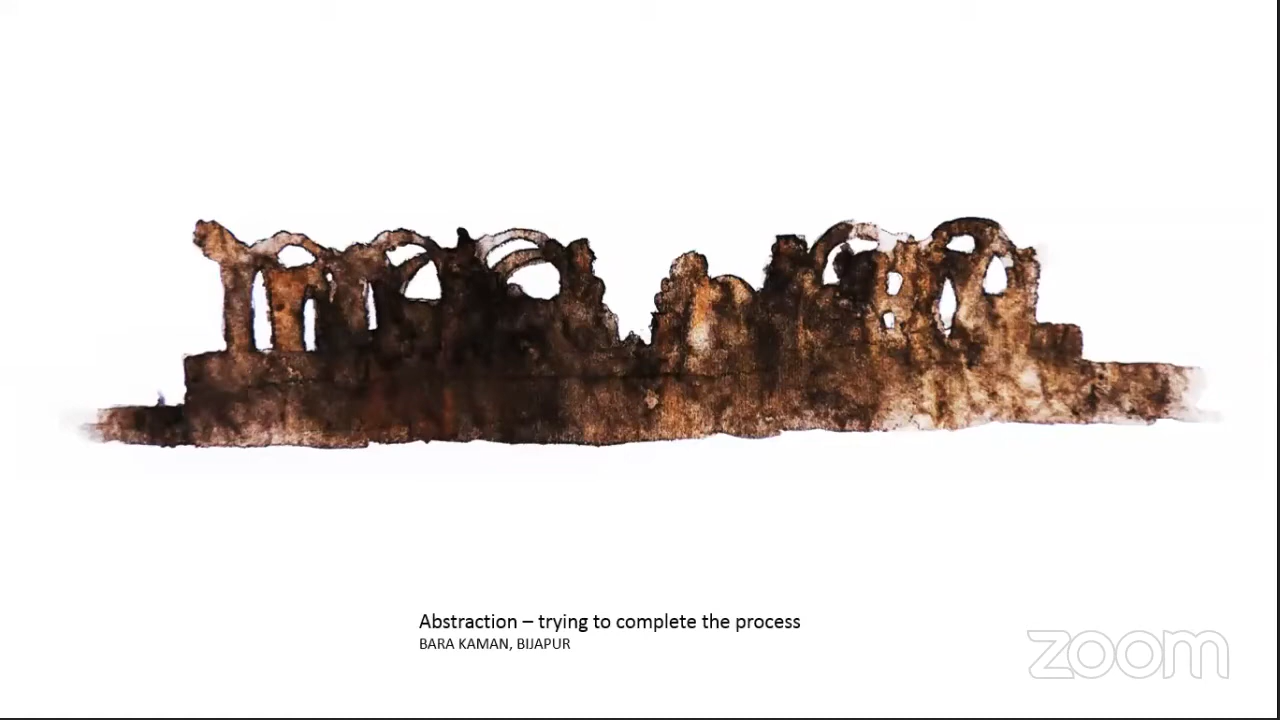 Abstraction – trying to complete the process
BARA KAMAN, BIJAPUR
zoom